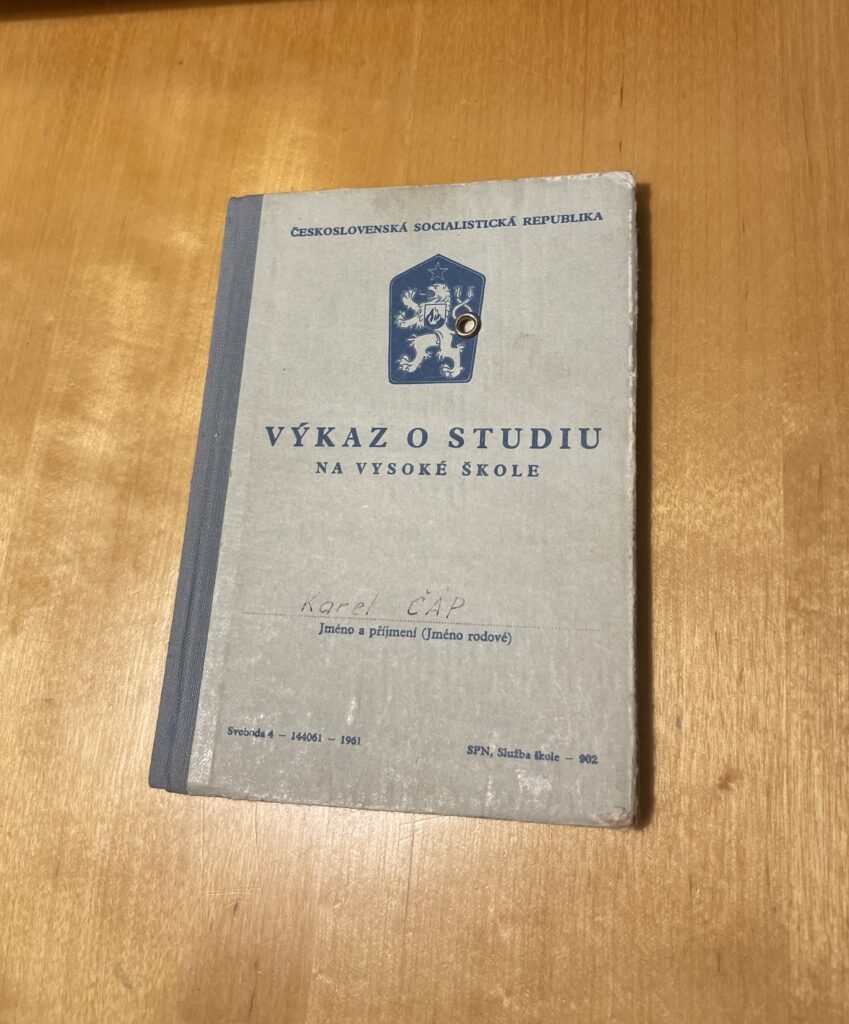 ČESKOSLOVENSKÁ SOCIALISTICKÁ REPUBLIKA
VÝKAZ O STUDIU
NA VYSOKÉ ŠKOLE
Karel ČÁP
Jméno a příjmení (Jméno rodové)
Svoboda 4 – 144061 – 1961
SPN, Služba škole – 902